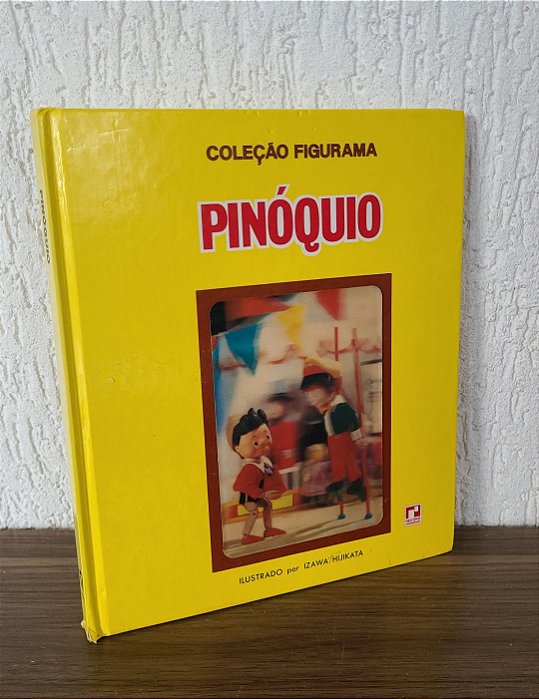 COLEÇÃO FIGURAMA
PINÓQUIO
ILUSTRADO por IZAWA/HIJIKATA
PINÓQUIO